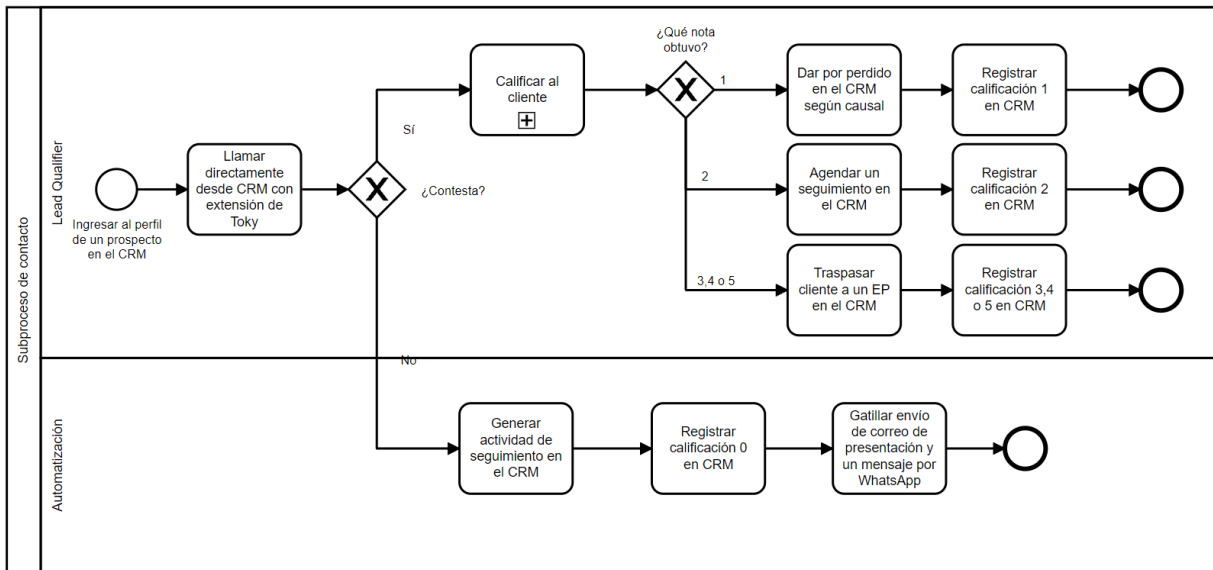 Subproceso de contacto
Lead Qualifier
Ingresar al perfil
de un prospecto
en el CRM
Llamar
directamente
desde CRM con
extensión de
Toky
¿Contesta?
Sí
Calificar al
cliente
¿Qué nota
obtuvo?
1
Dar por perdido
en el CRM
según causal
Registrar
calificación 1
en CRM
2
Agendar un
seguimiento en
el CRM
Registrar
calificación 2
en CRM
3,4 o 5
Traspasar
cliente a un EP
en el CRM
Registrar
calificación 3,4
o 5 en CRM
No
Automatización
Generar
actividad de
seguimiento en
el CRM
Registrar
calificación 0
en CRM
Gatillar envío
de correo de
presentación y
un mensaje por
WhatsApp